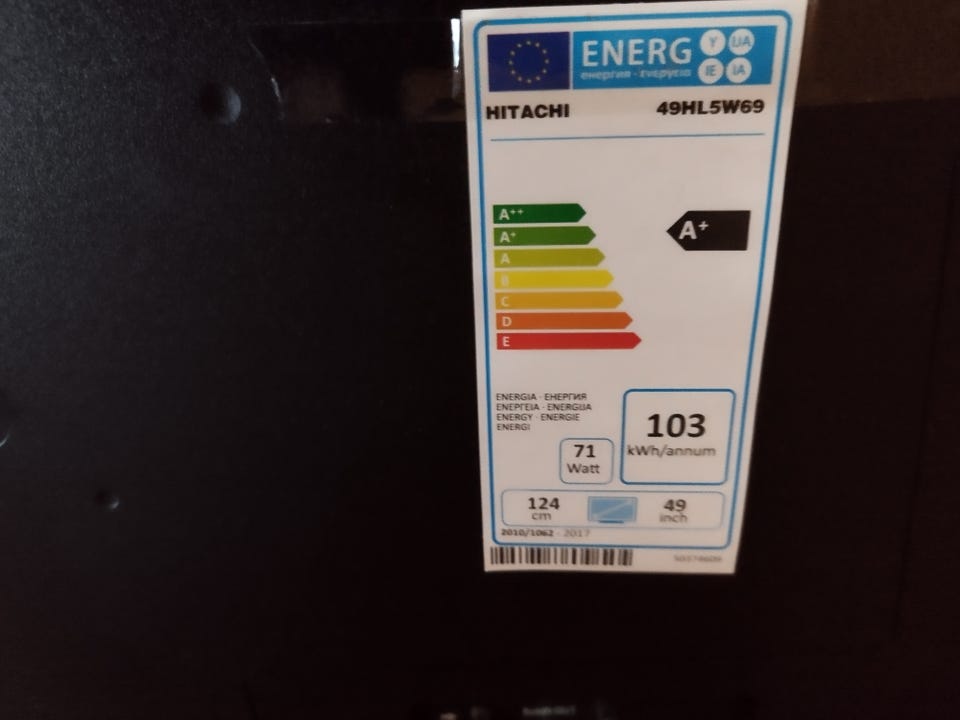 ENERG Y IJA
енергия · ενεργεια IE IA
HITACHI 49HL5W69
A++
A+ A+
A
B
C
D
E
ENERGIA · ЕНЕРГИЯ
ΕΝΕΡΓΕΙΑ · ENERGIJA
ENERGY · ENERGIE
ENERGI
103
kWh/annum
71
Watt
124
cm
49
inch
2010/1062 - 2017